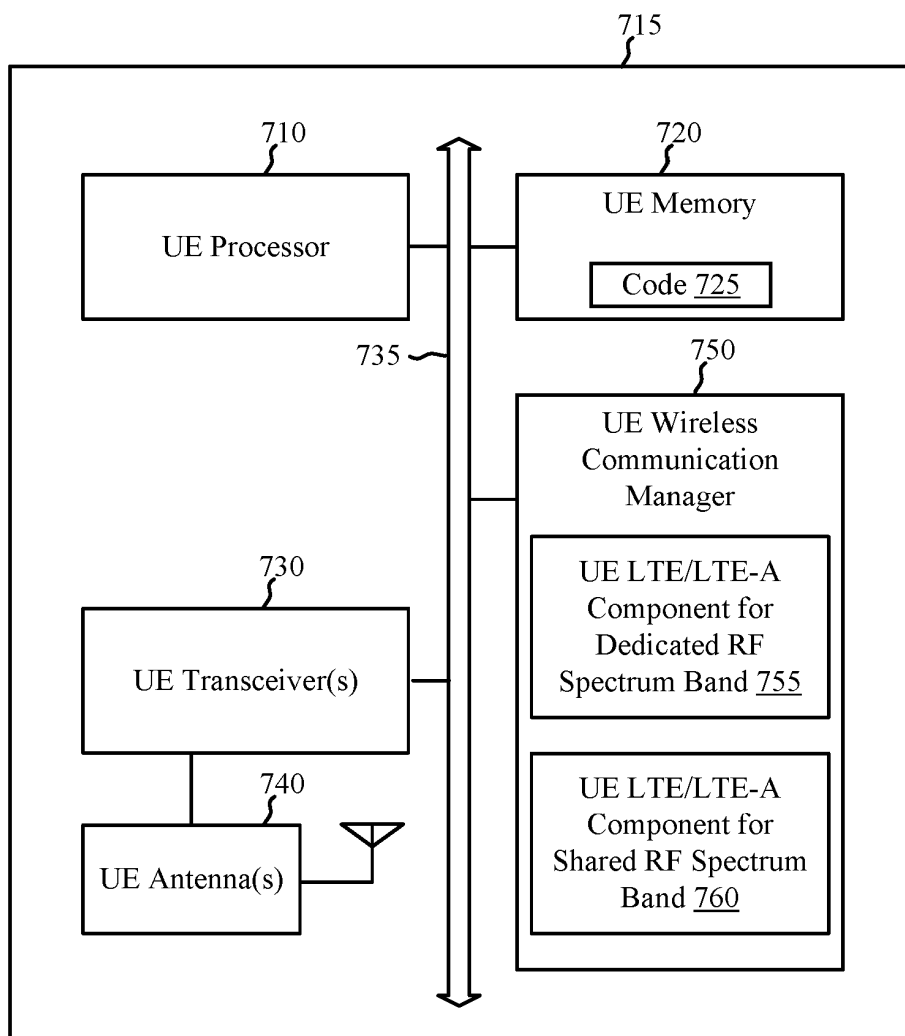 715
710
720
UE Processor
UE Memory
Code 725
735
750
UE Wireless
Communication
Manager
UE LTE/LTE-A
Component for
Dedicated RF
Spectrum Band 755
730
UE Transceiver(s)
740
UE Antenna(s)
UE LTE/LTE-A
Component for
Shared RF Spectrum
Band 760